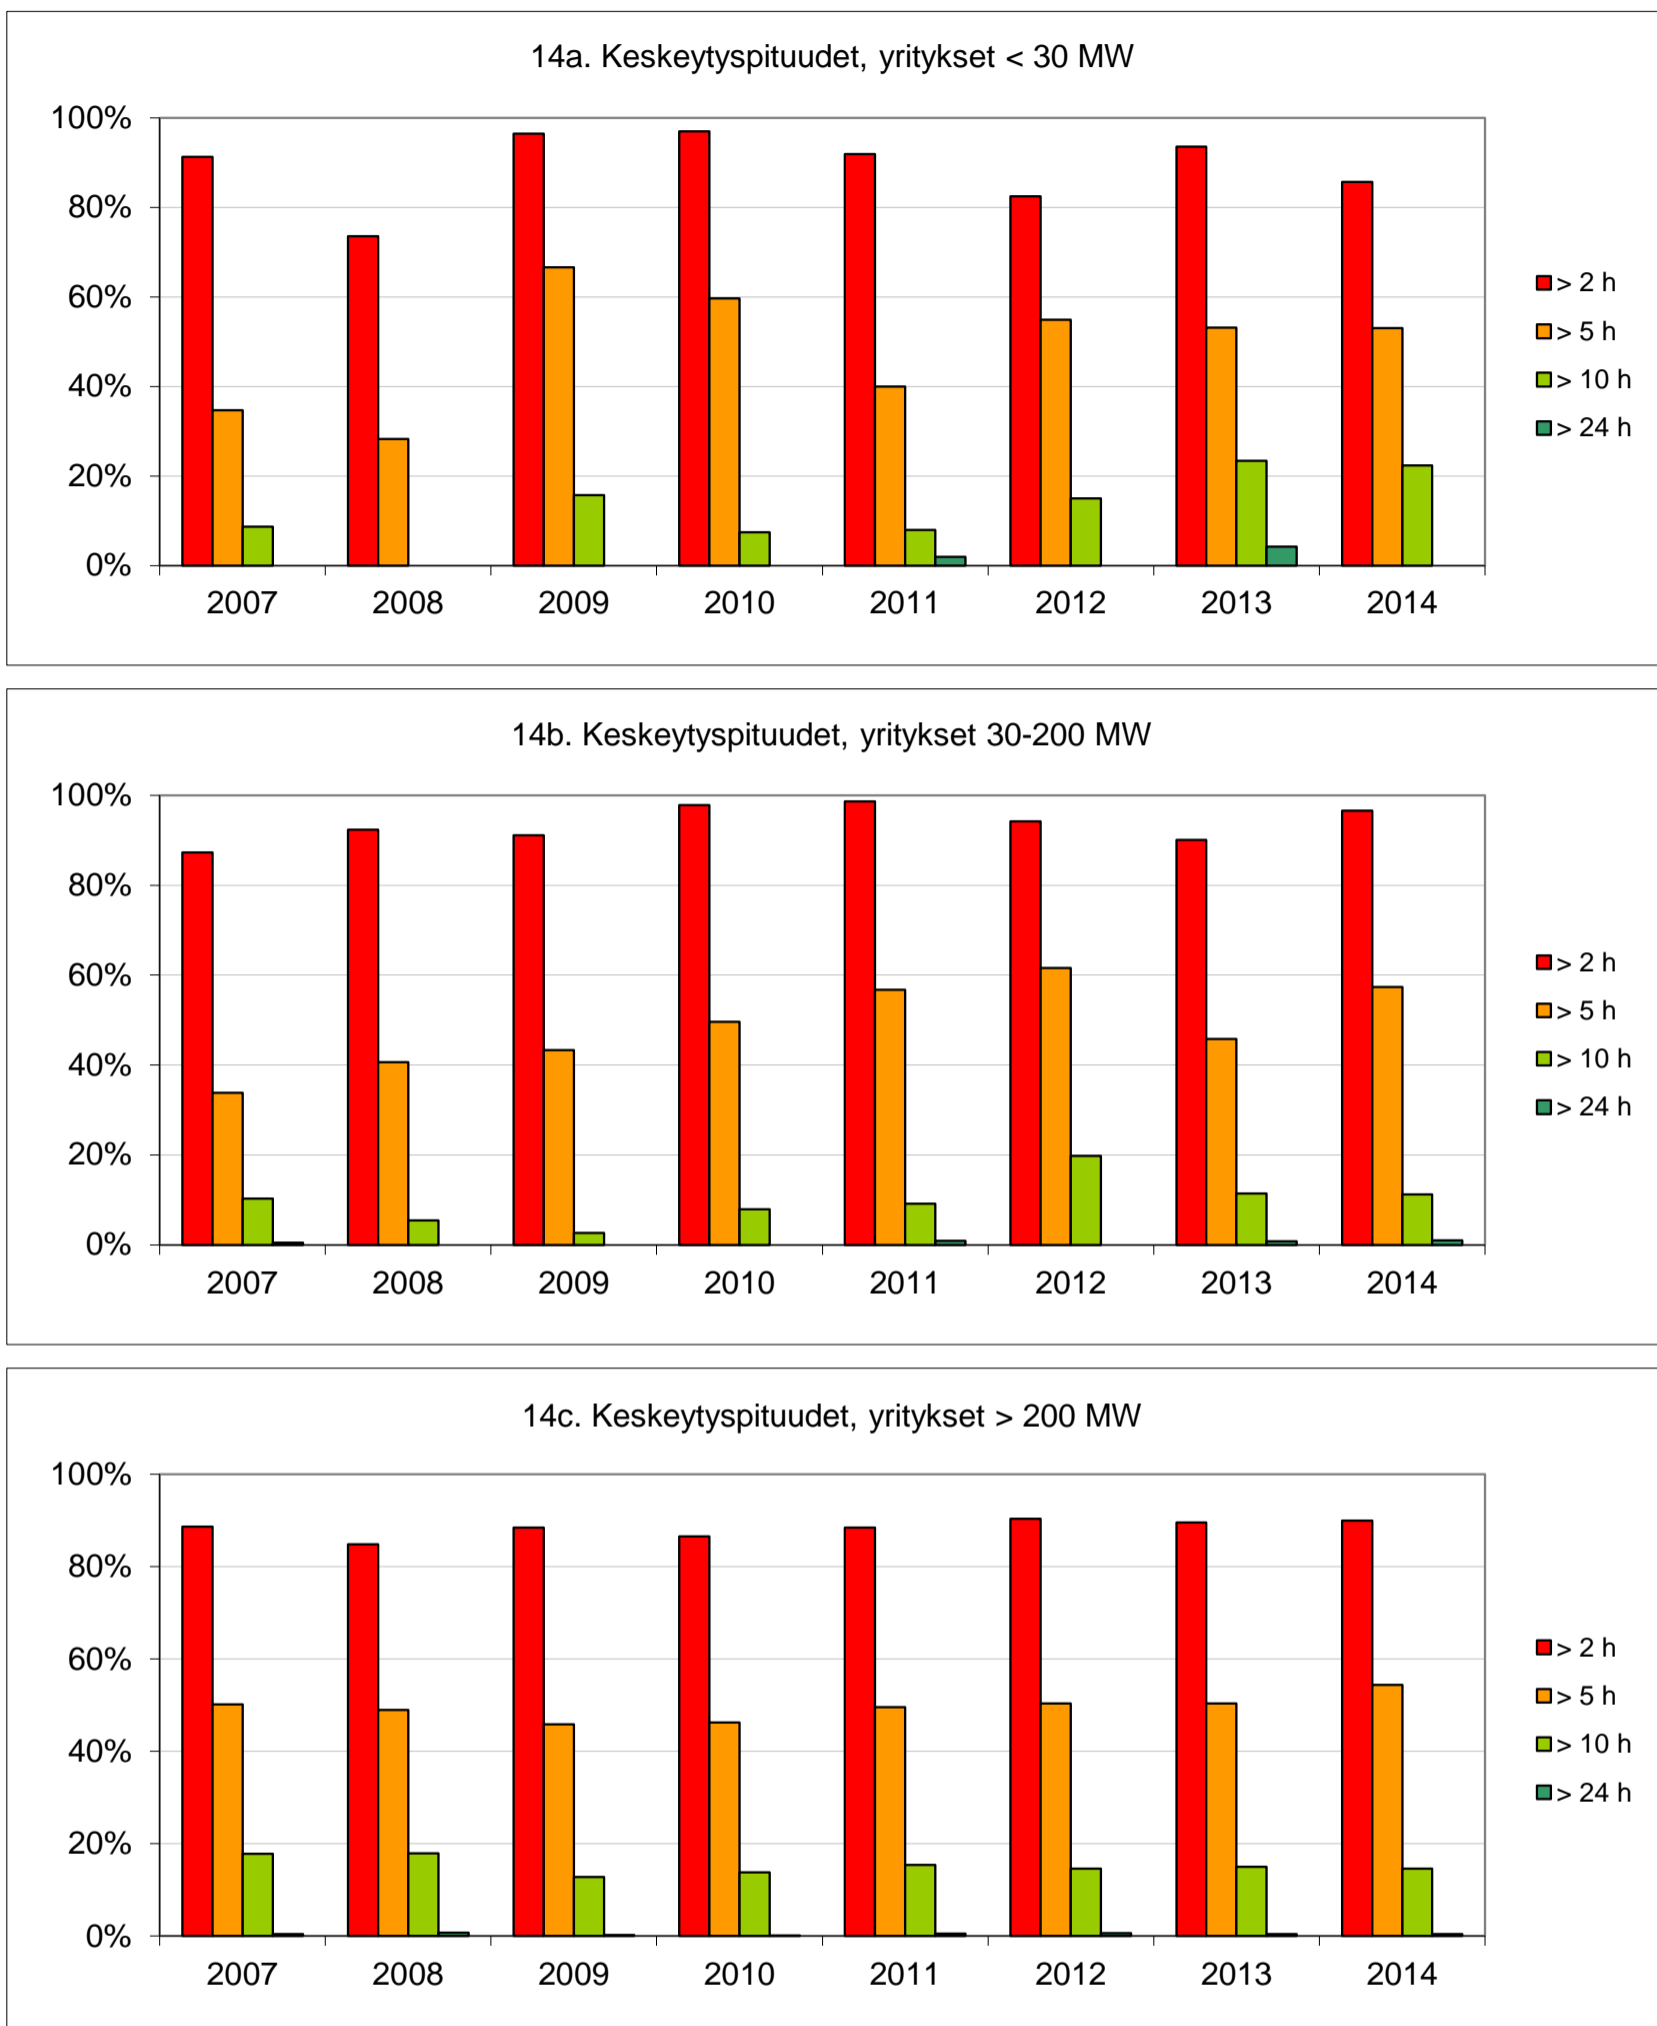 14a. Keskeytyspituudet, yritykset < 30 MW
100%
80%
60%
40%
20%
0%
2007 2008 2009 2010 2011 2012 2013 2014
> 2 h
> 5 h
> 10 h
> 24 h
14b. Keskeytyspituudet, yritykset 30-200 MW
100%
80%
60%
40%
20%
0%
2007 2008 2009 2010 2011 2012 2013 2014
> 2 h
> 5 h
> 10 h
> 24 h
14c. Keskeytyspituudet, yritykset > 200 MW
100%
80%
60%
40%
20%
0%
2007 2008 2009 2010 2011 2012 2013 2014
> 2 h
> 5 h
> 10 h
> 24 h